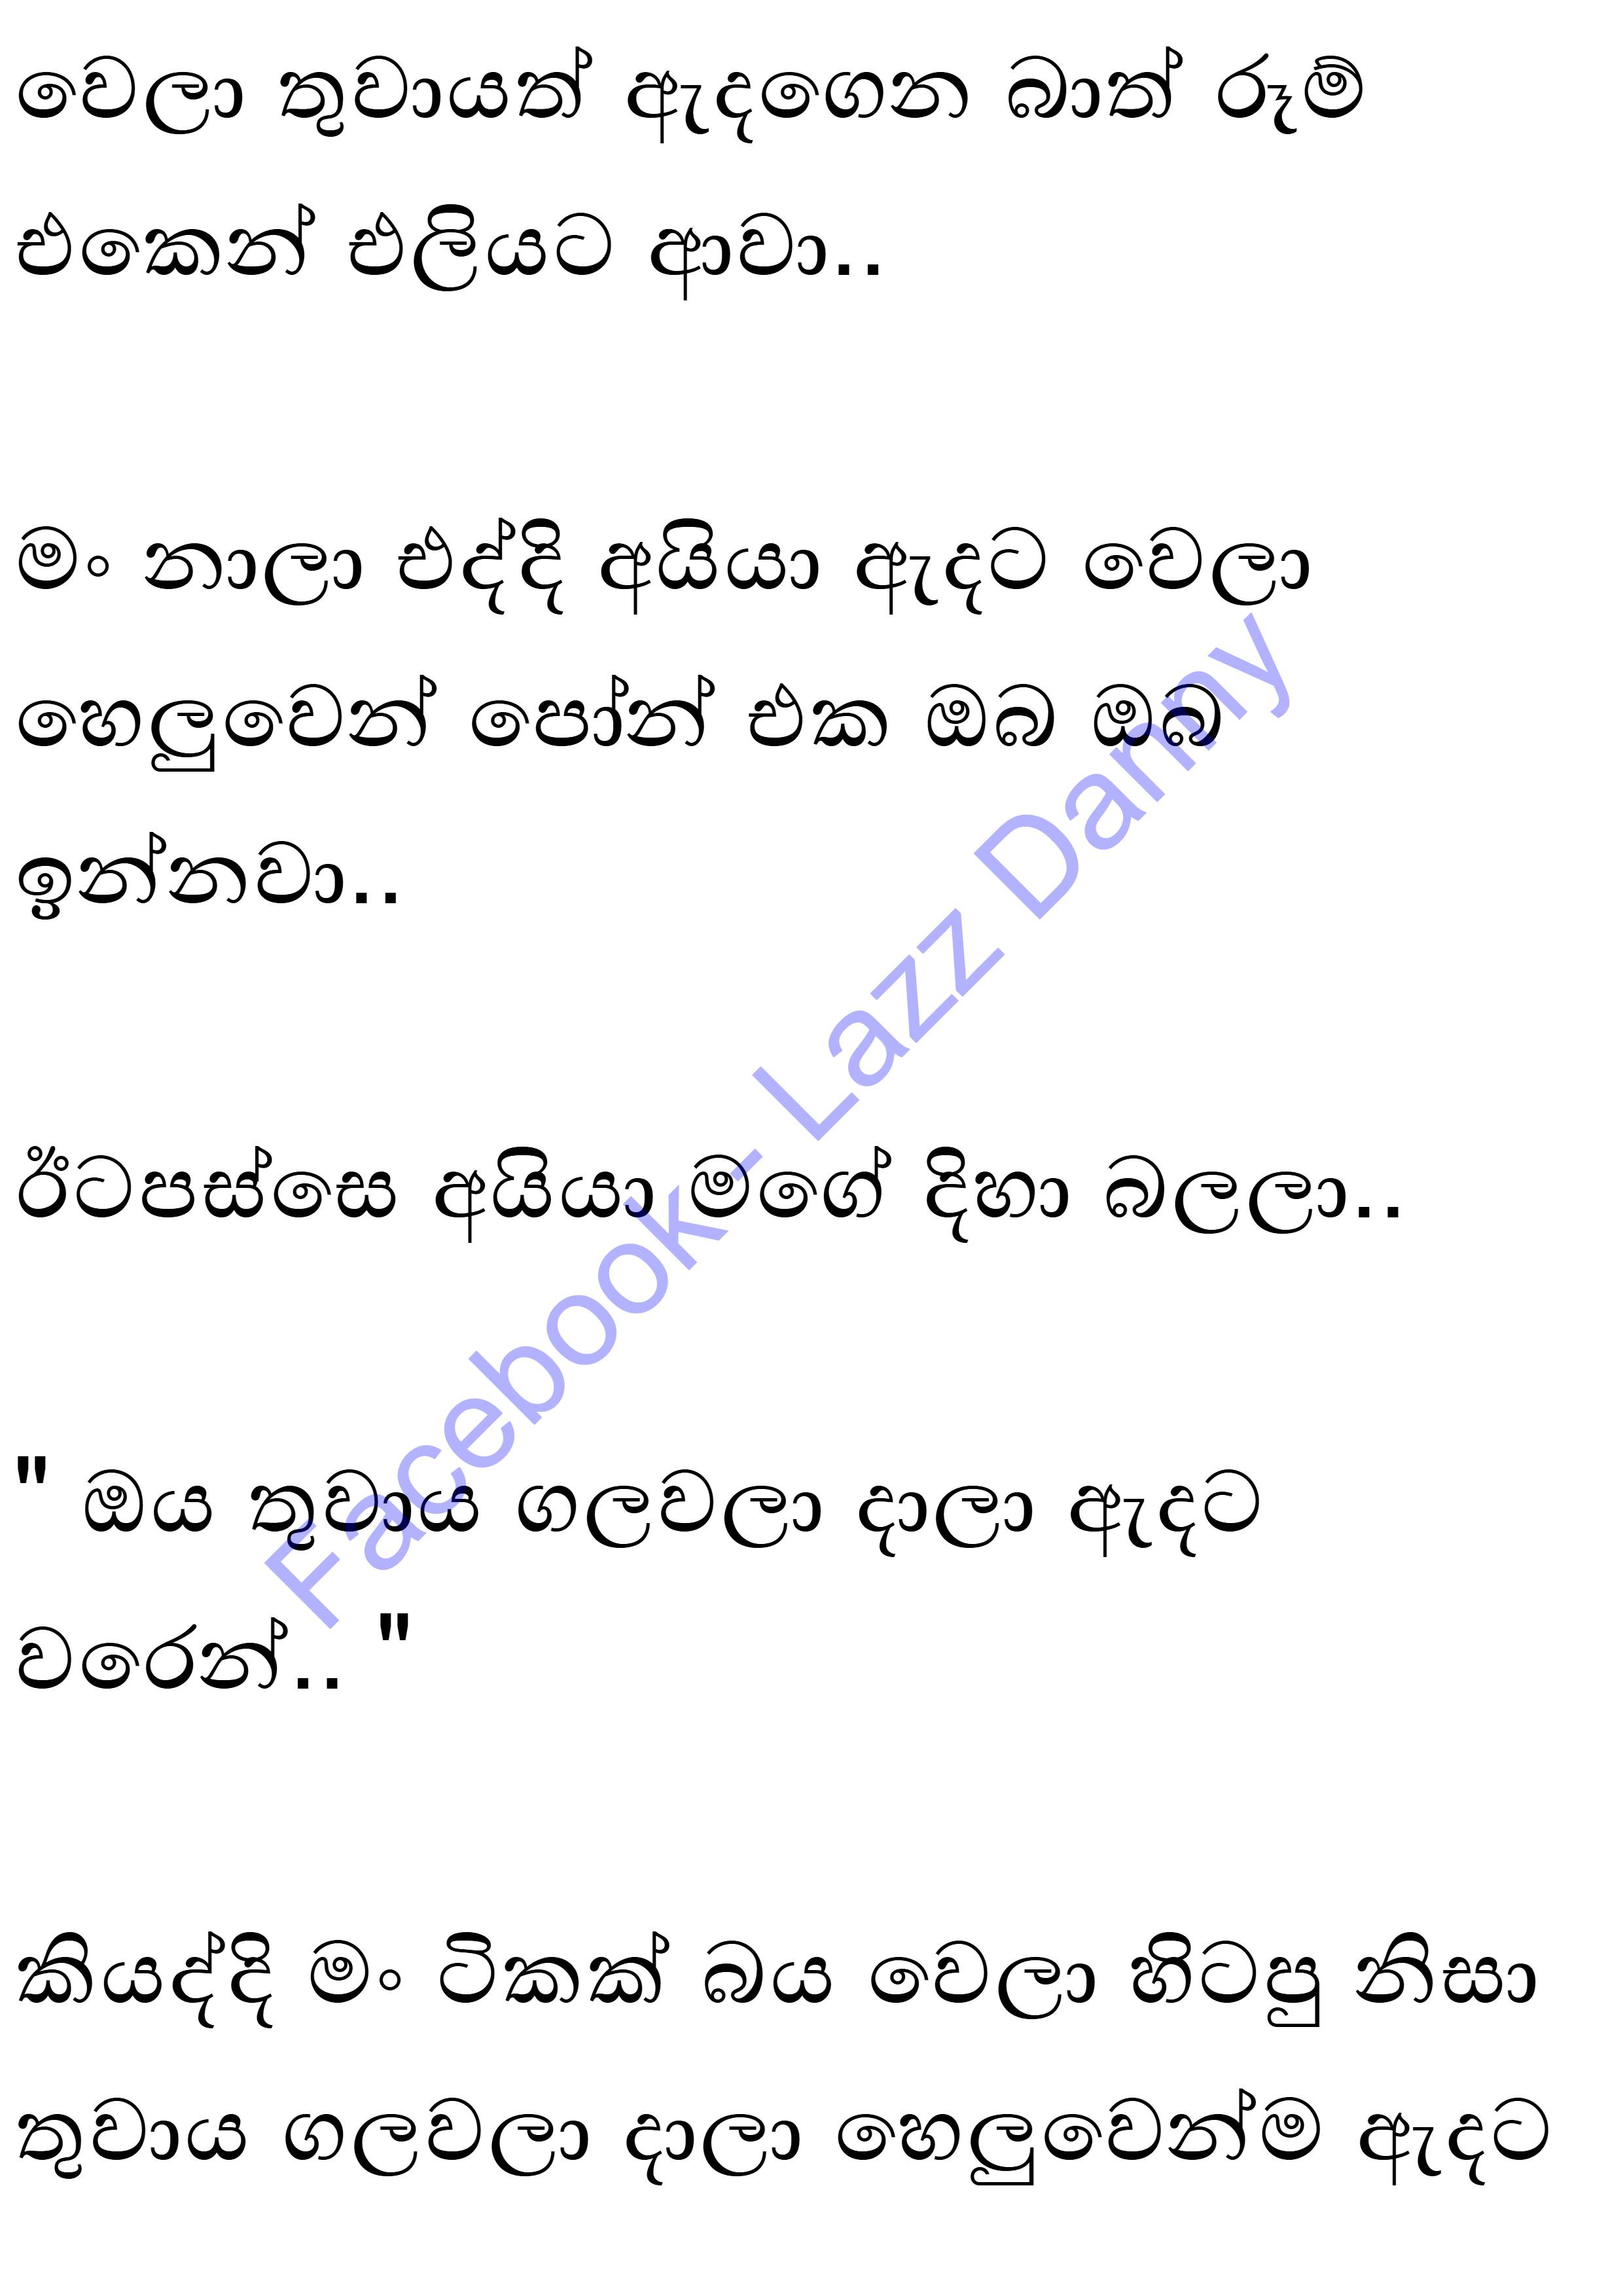 වෙලා තුවායත් ඇදගෙන බාත් රූම්
එකෙන් එලියට ආවා..
මං නාලා එද්දි අයියා ඇදට වෙලා
හෙලුවෙන් පෝන් එක ඔබ ඔබ
ඉන්නවා..
ඊටපස්සෙ අයියා මගේ දිහා බලලා..
" ඔය තුවාය ගලවලා දාලා ඇදට
වරෙන්.. "
කියද්දි මං ටිකක් බය වෙලා හිටපු නිසා
තුවාය ගලවලා දාලා හෙලුවෙන්ම ඇදට
Facebook- Lazz Danny